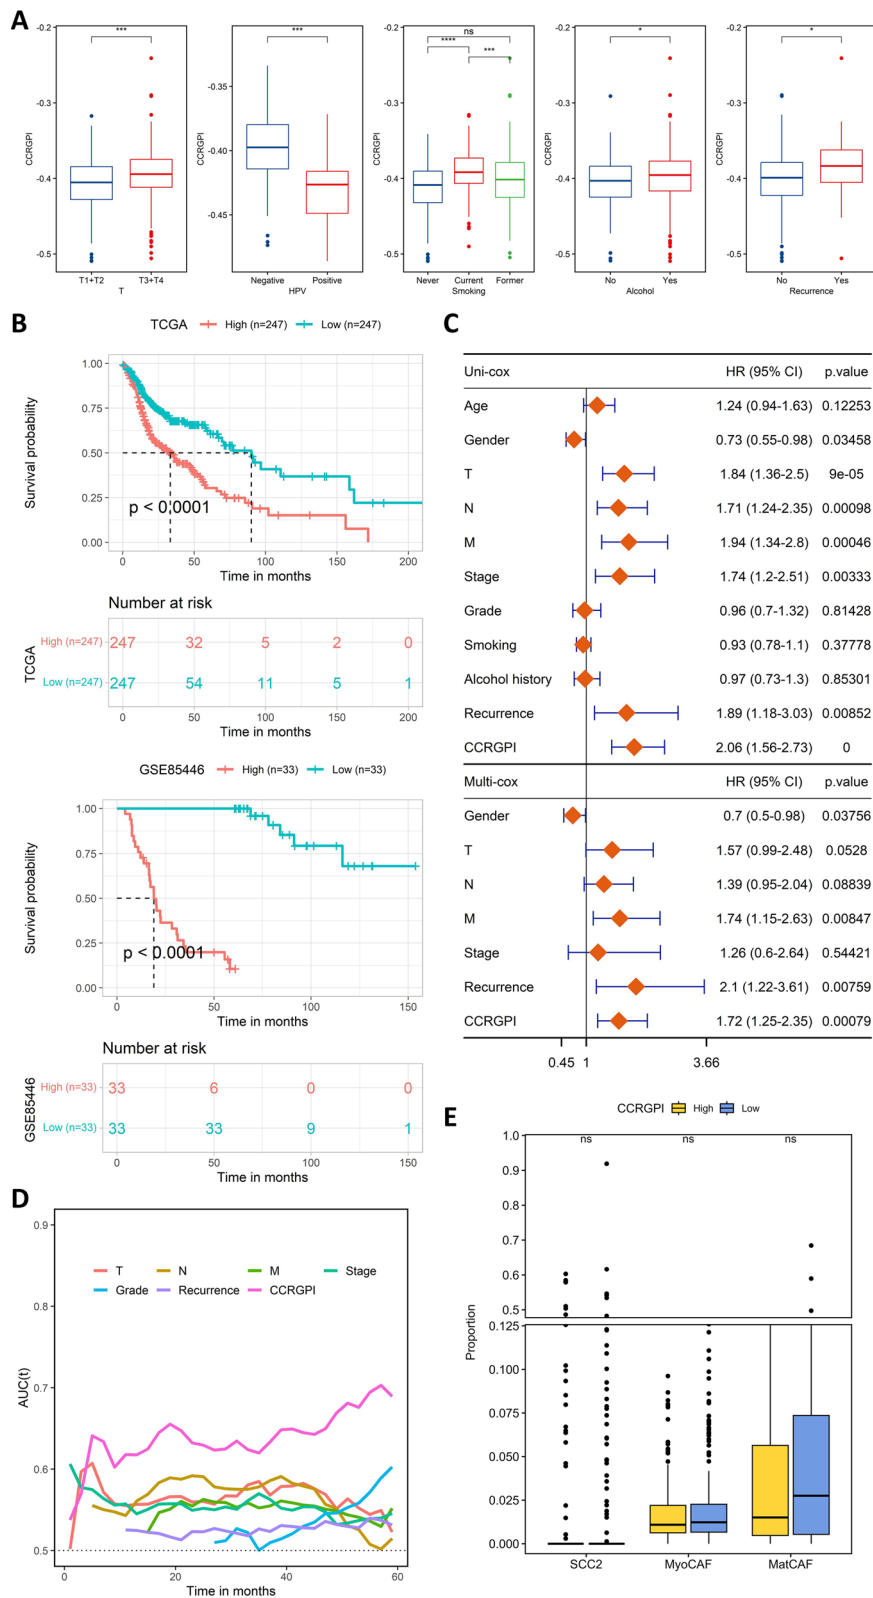 A
*** *** ns **** *** * *
CCRGPI -0.2 -0.3 -0.4 -0.5
T1+T2 T3+T4
T
CCRGPI -0.35 -0.40 -0.45
Negative Positive
HPV
CCRGPI -0.2 -0.3 -0.4 -0.5
Never Current Former
Smoking
CCRGPI -0.2 -0.3 -0.4 -0.5
No Yes
Alcohol
CCRGPI -0.2 -0.3 -0.4 -0.5
No Yes
Recurrence
B
TCGA High (n=247) Low (n=247)
Survival probability
1.00
0.75
0.50
0.25
0.00
p < 0.0001
0 50 100 150 200
Time in months
Number at risk
TCGA
High (n=247) 247 32 5 2 0
Low (n=247) 247 54 11 5 1
0 50 100 150 200
Time in months
GSE85446 High (n=33) Low (n=33)
Survival probability
1.00
0.75
0.50
0.25
0.00
p < 0.0001
0 50 100 150
Time in months
Number at risk
GSE85446
High (n=33) 33 6 0 0
Low (n=33) 33 33 9 1
0 50 100 150
Time in months
C
Uni-cox HR (95% CI) p.value
Age 1.24 (0.94-1.63) 0.12253
Gender 0.73 (0.55-0.98) 0.03458
T 1.84 (1.36-2.5) 9e-05
N 1.71 (1.24-2.35) 0.00098
M 1.94 (1.34-2.8) 0.00046
Stage 1.74 (1.2-2.51) 0.00333
Grade 0.96 (0.7-1.32) 0.81428
Smoking 0.93 (0.78-1.1) 0.37778
Alcohol history 0.97 (0.73-1.3) 0.85301
Recurrence 1.89 (1.18-3.03) 0.00852
CCRGPI 2.06 (1.56-2.73) 0
Multi-cox HR (95% CI) p.value
Gender 0.7 (0.5-0.98) 0.03756
T 1.57 (0.99-2.48) 0.0528
N 1.39 (0.95-2.04) 0.08839
M 1.74 (1.15-2.63) 0.00847
Stage 1.26 (0.6-2.64) 0.54421
Recurrence 2.1 (1.22-3.61) 0.00759
CCRGPI 1.72 (1.25-2.35) 0.00079
0.45 1 3.66
D
AUC(t)
0.9
0.8
0.7
0.6
0.5
T N M Stage
Grade Recurrence CCRGPI
0 20 40 60
Time in months
E
CCRGPI High Low
ns ns ns
Proportion
1.0
0.9
0.8
0.7
0.6
0.5
0.125
0.100
0.075
0.050
0.025
0.000
SCC2 MyoCAF MatCAF